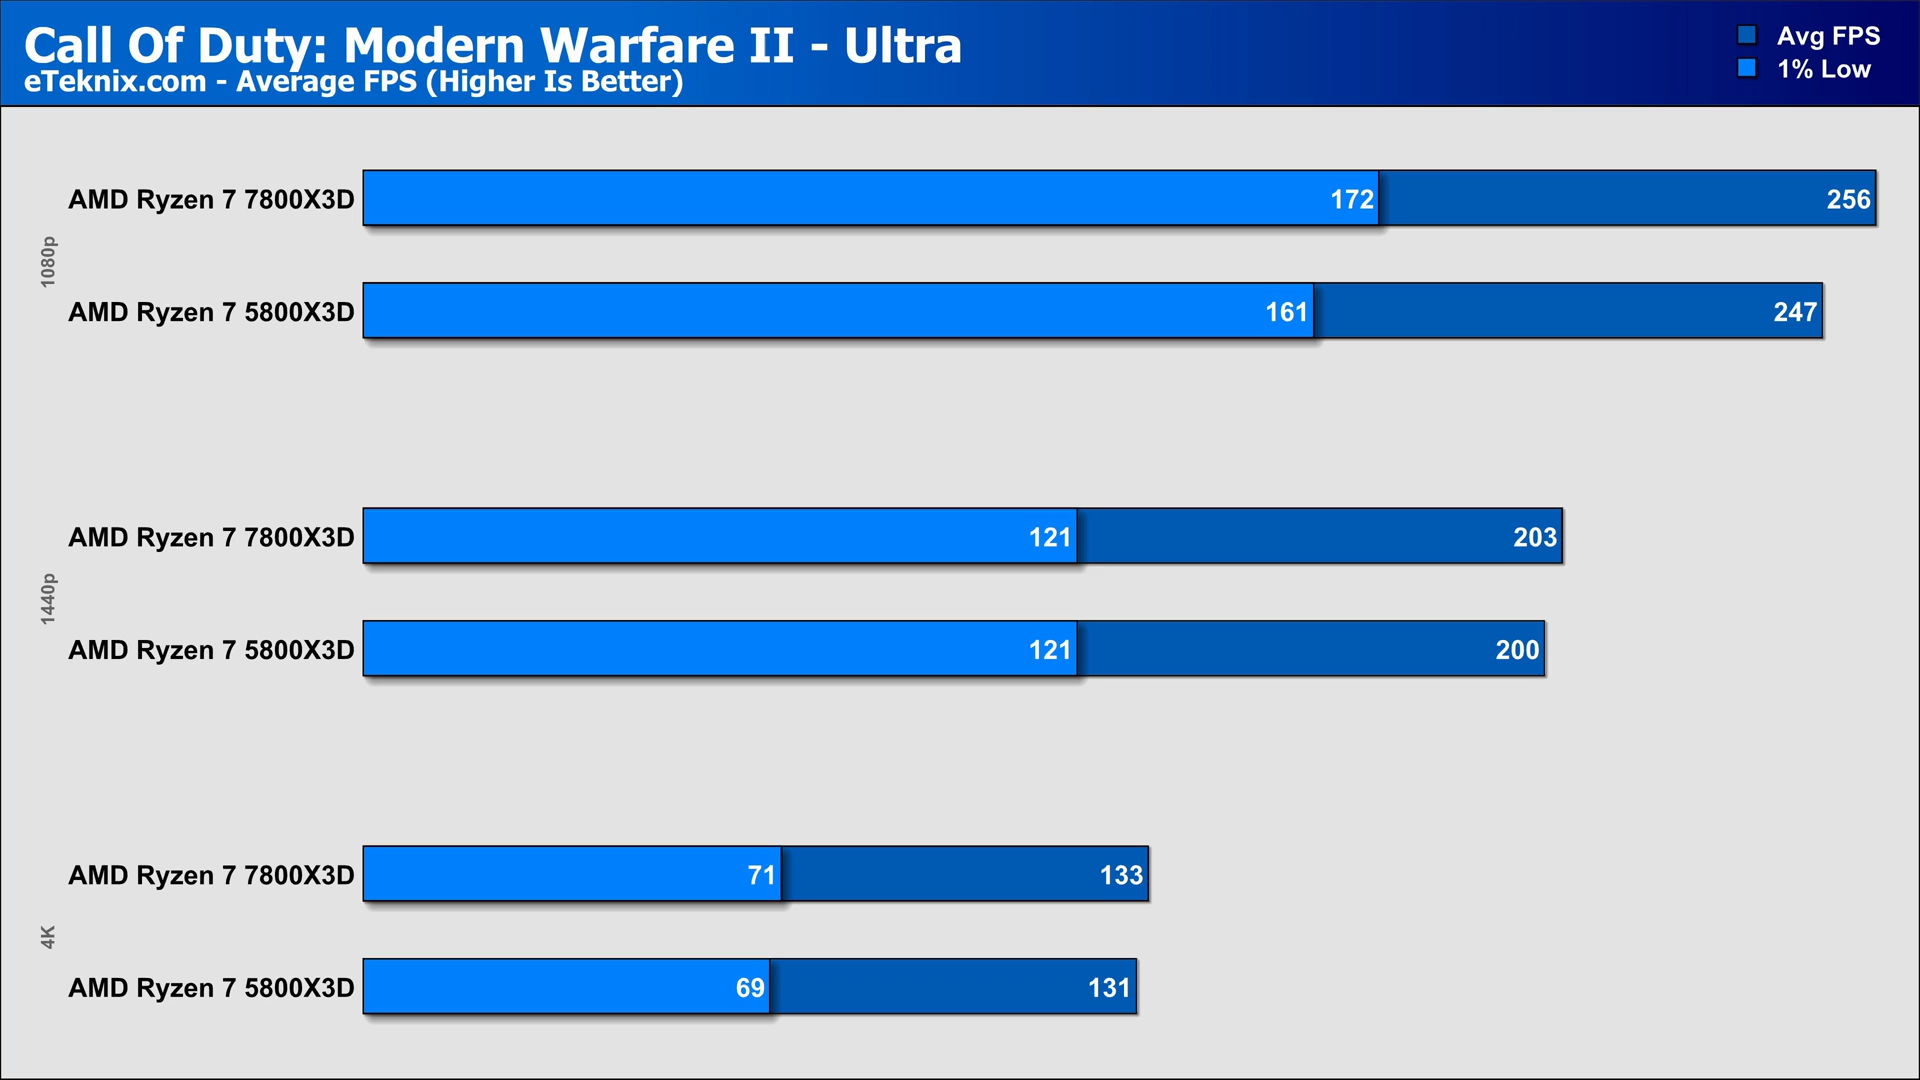 Call Of Duty: Modern Warfare II - Ultra
eTeknix.com - Average FPS (Higher Is Better)
Avg FPS
1% Low
1080p
AMD Ryzen 7 7800X3D
172
256
AMD Ryzen 7 5800X3D
161
247
1440p
AMD Ryzen 7 7800X3D
121
203
AMD Ryzen 7 5800X3D
121
200
4K
AMD Ryzen 7 7800X3D
71
133
AMD Ryzen 7 5800X3D
69
131